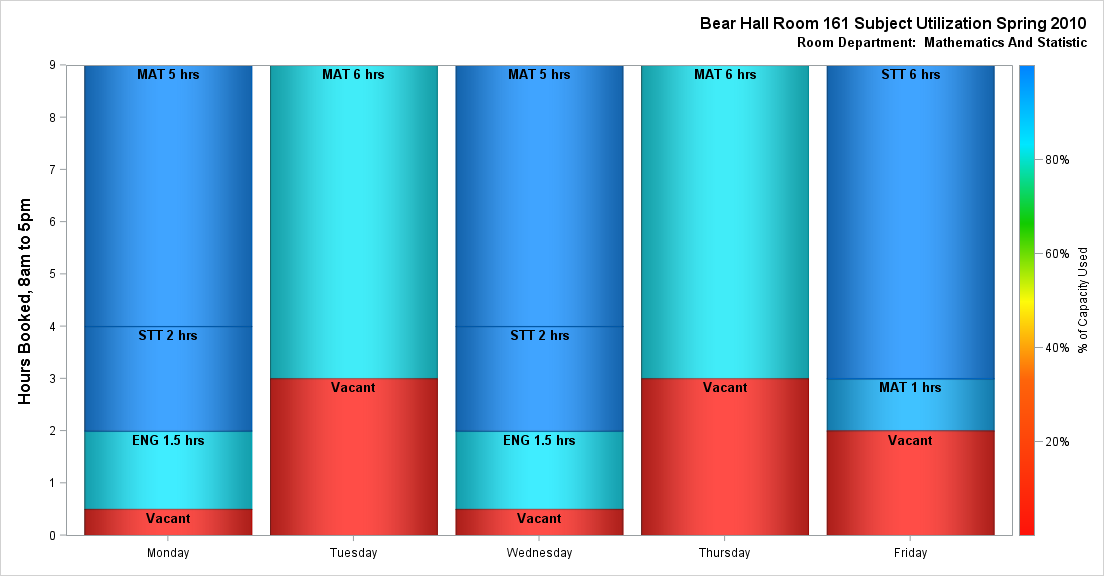 Bear Hall Room 161 Subject Utilization Spring 2010
Room Department:  Mathematics And Statistic
Hours Booked, 8am to 5pm
9
8
7
6
5
4
3
2
1
0
MAT 5 hrs
STT 2 hrs
ENG 1.5 hrs
Vacant
MAT 6 hrs
Vacant
MAT 5 hrs
STT 2 hrs
ENG 1.5 hrs
Vacant
MAT 6 hrs
Vacant
STT 6 hrs
MAT 1 hrs
Vacant
Monday
Tuesday
Wednesday
Thursday
Friday
80%
60%
40%
20%
% of Capacity Used